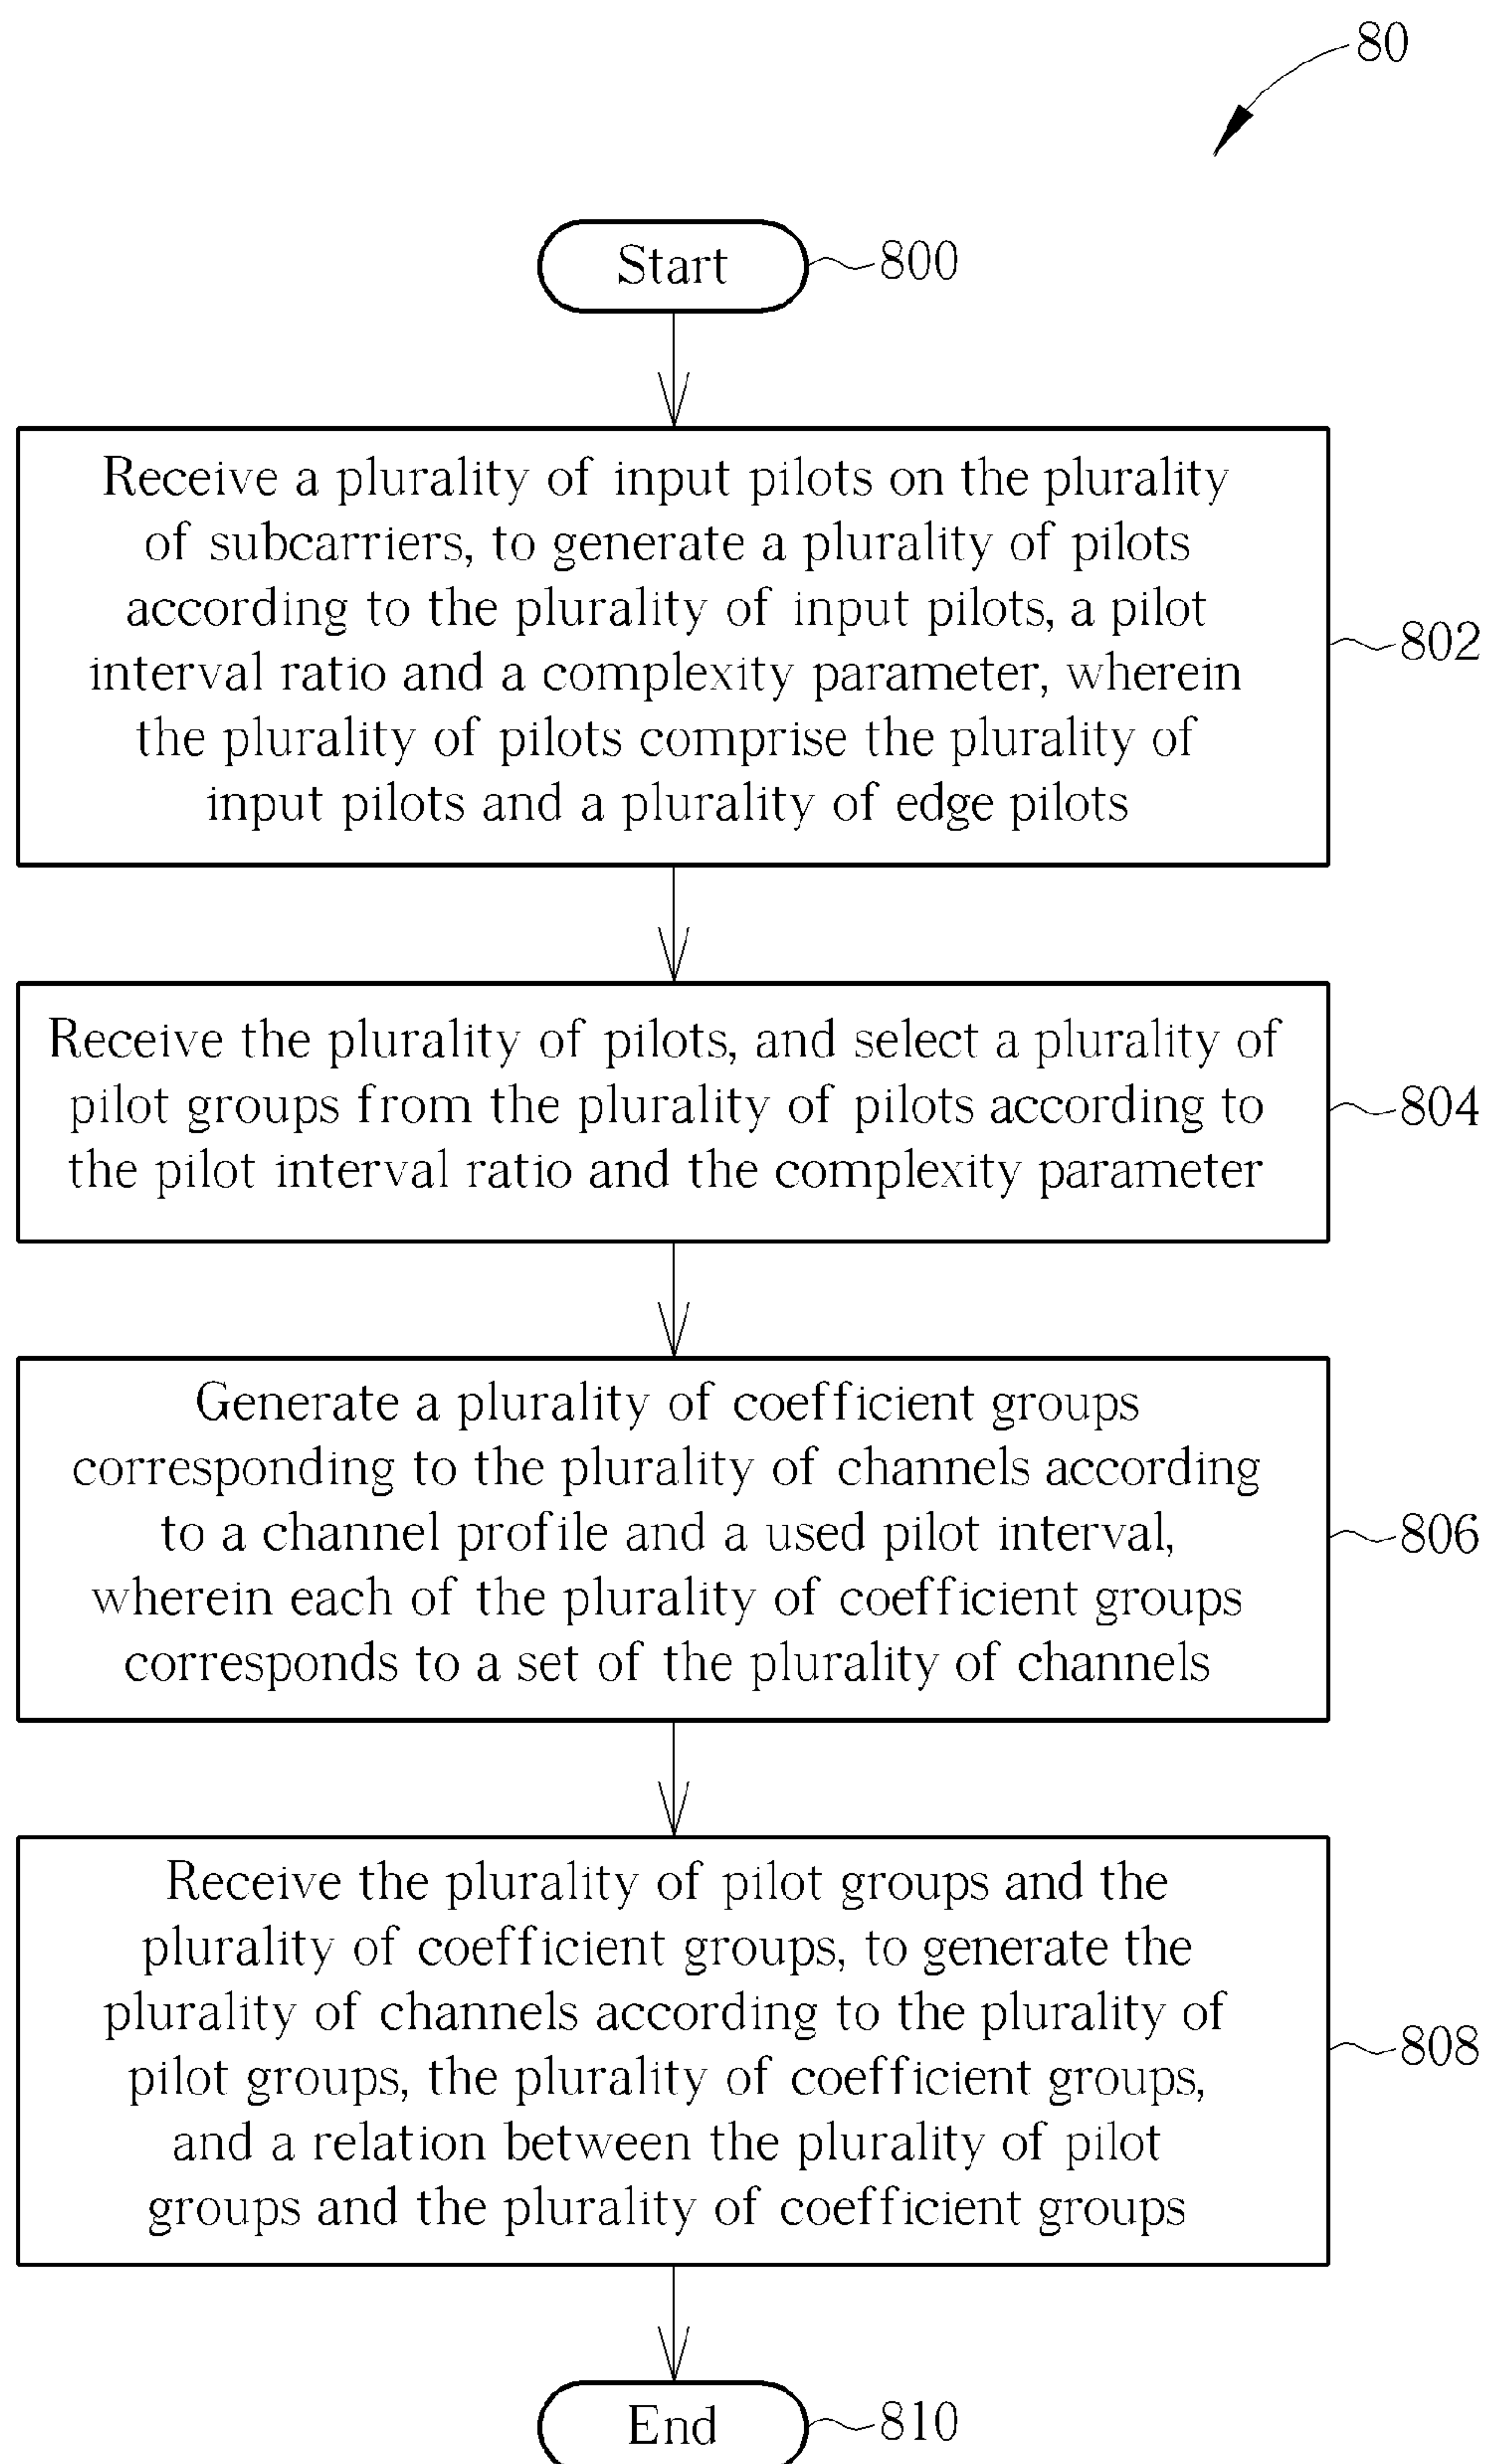 80
Start
800
Receive a plurality of input pilots on the plurality
of subcarriers, to generate a plurality of pilots
according to the plurality of input pilots, a pilot
interval ratio and a complexity parameter, wherein
the plurality of pilots comprise the plurality of
input pilots and a plurality of edge pilots
802
Receive the plurality of pilots, and select a plurality of
pilot groups from the plurality of pilots according to
the pilot interval ratio and the complexity parameter
804
Generate a plurality of coefficient groups
corresponding to the plurality of channels according
to a channel profile and a used pilot interval,
wherein each of the plurality of coefficient groups
corresponds to a set of the plurality of channels
806
Receive the plurality of pilot groups and the
plurality of coefficient groups, to generate the
plurality of channels according to the plurality of
pilot groups, the plurality of coefficient groups,
and a relation between the plurality of pilot
groups and the plurality of coefficient groups
808
End
810